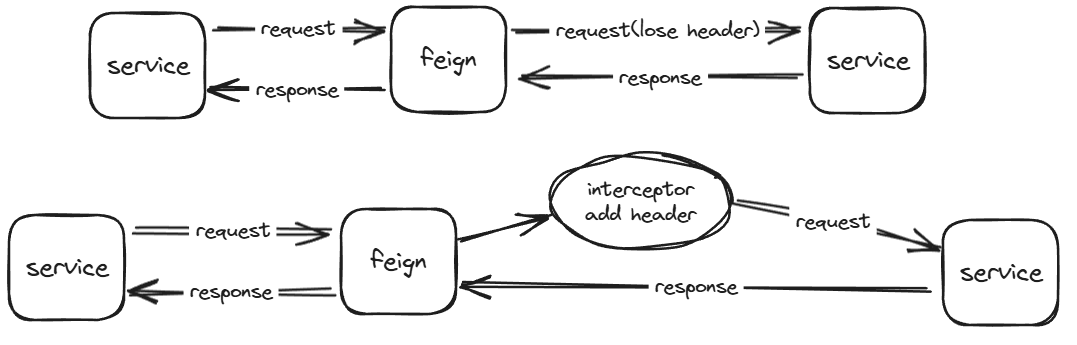 service
request
response
feign
request(lose header)
response
service
service
request
response
feign
interceptor
add header
request
response
service